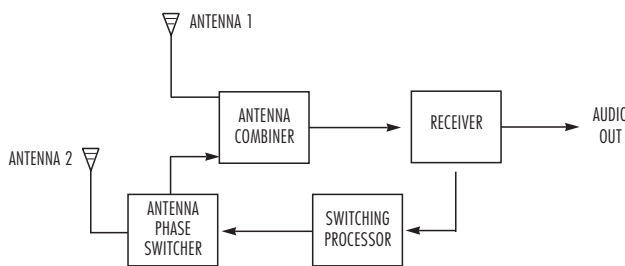 ANTENNA 1
ANTENNA
COMBINER
RECEIVER
AUDIO
OUT
ANTENNA 2
ANTENNA
PHASE
SWITCHER
SWITCHING
PROCESSOR